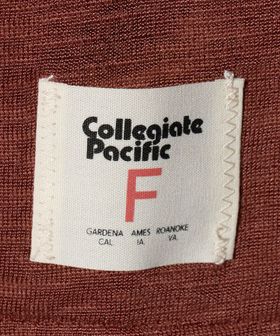 Collegiate
Pacific
F
GARDENA AMES ROANOKE
CAL IA. VA.